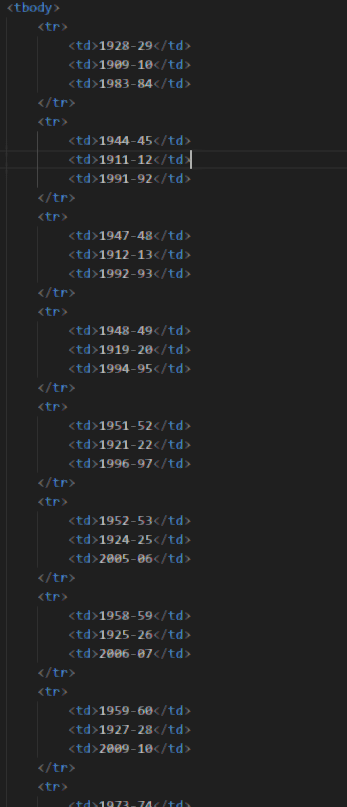 <tbody>
<tr>
<td>1928-29</td>
<td>1909-10</td>
<td>1983-84</td>
</tr>
<tr>
<td>1944-45</td>
<td>1911-12</td>
<td>1991-92</td>
</tr>
<tr>
<td>1947-48</td>
<td>1912-13</td>
<td>1992-93</td>
</tr>
<tr>
<td>1948-49</td>
<td>1919-20</td>
<td>1994-95</td>
</tr>
<tr>
<td>1951-52</td>
<td>1921-22</td>
<td>1996-97</td>
</tr>
<tr>
<td>1952-53</td>
<td>1924-25</td>
<td>2005-06</td>
</tr>
<tr>
<td>1958-59</td>
<td>1925-26</td>
<td>2006-07</td>
</tr>
<tr>
<td>1959-60</td>
<td>1927-28</td>
<td>2009-10</td>
</tr>
<tr>
<td>1973-74</td>